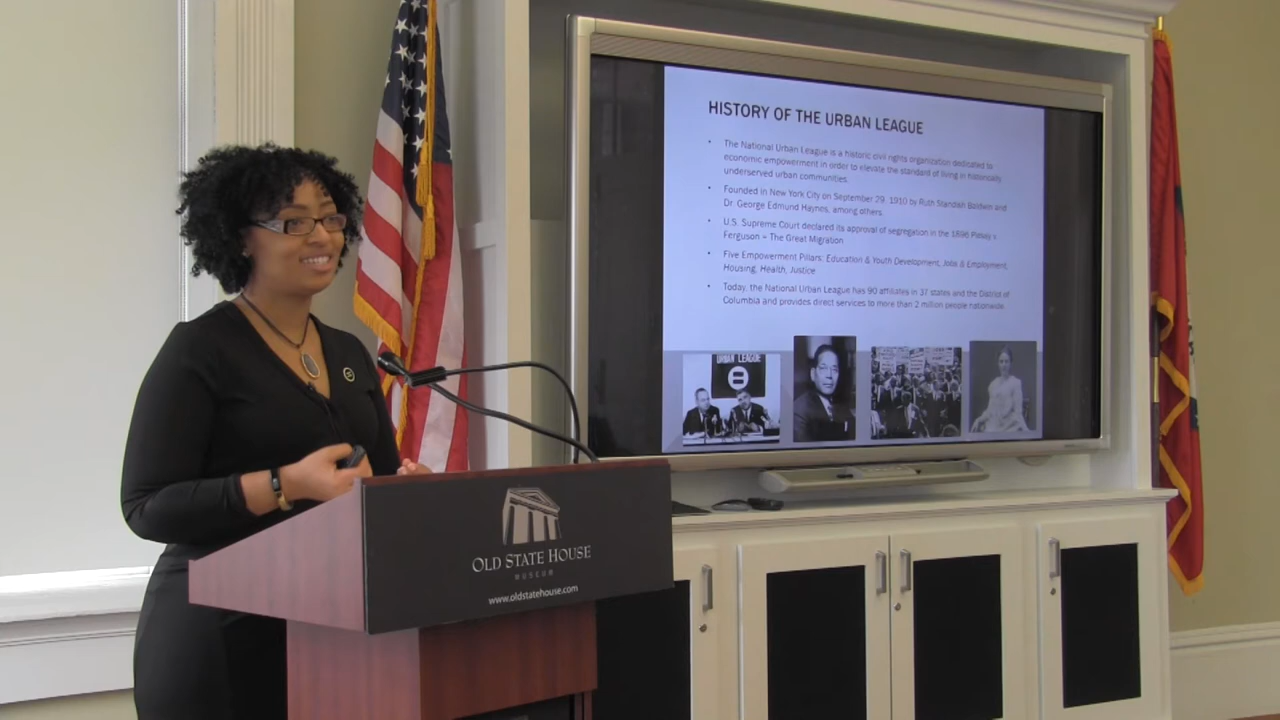 HISTORY OF THE URBAN LEAGUE
• The National Urban League is a historic civil rights organization dedicated to
economic empowerment in order to elevate the standard of living in historically
underserved urban communities.
• Founded in New York City on September 29, 1910 by Ruth Standish Baldwin and
Dr. George Edmund Haynes, among others.
• U.S. Supreme Court declared its approval of segregation in the 1896 Plessy v.
Ferguson – The Great Migration
• Five Empowerment Pillars: Education & Youth Development, Jobs & Employment,
Housing, Health, Justice
• Today, the National Urban League has 90 affiliates in 37 states and the District of
Columbia and provides direct services to more than 2 million people nationwide.
URBAN LEAGUE
OLD STATE HOUSE
MUSEUM
www.oldstatehouse.com